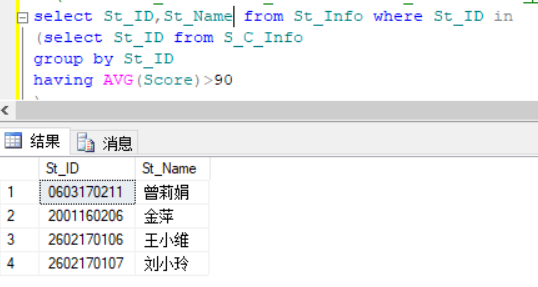 select St_ID,St_Name from St_Info where St_ID in
(select St_ID from S_C_Info
group by St_ID
having AVG(Score)>90
结果 消息
St_ID St_Name
1 0603170211 曾莉娟
2 2001160206 金萍
3 2602170106 王小维
4 2602170107 刘小玲